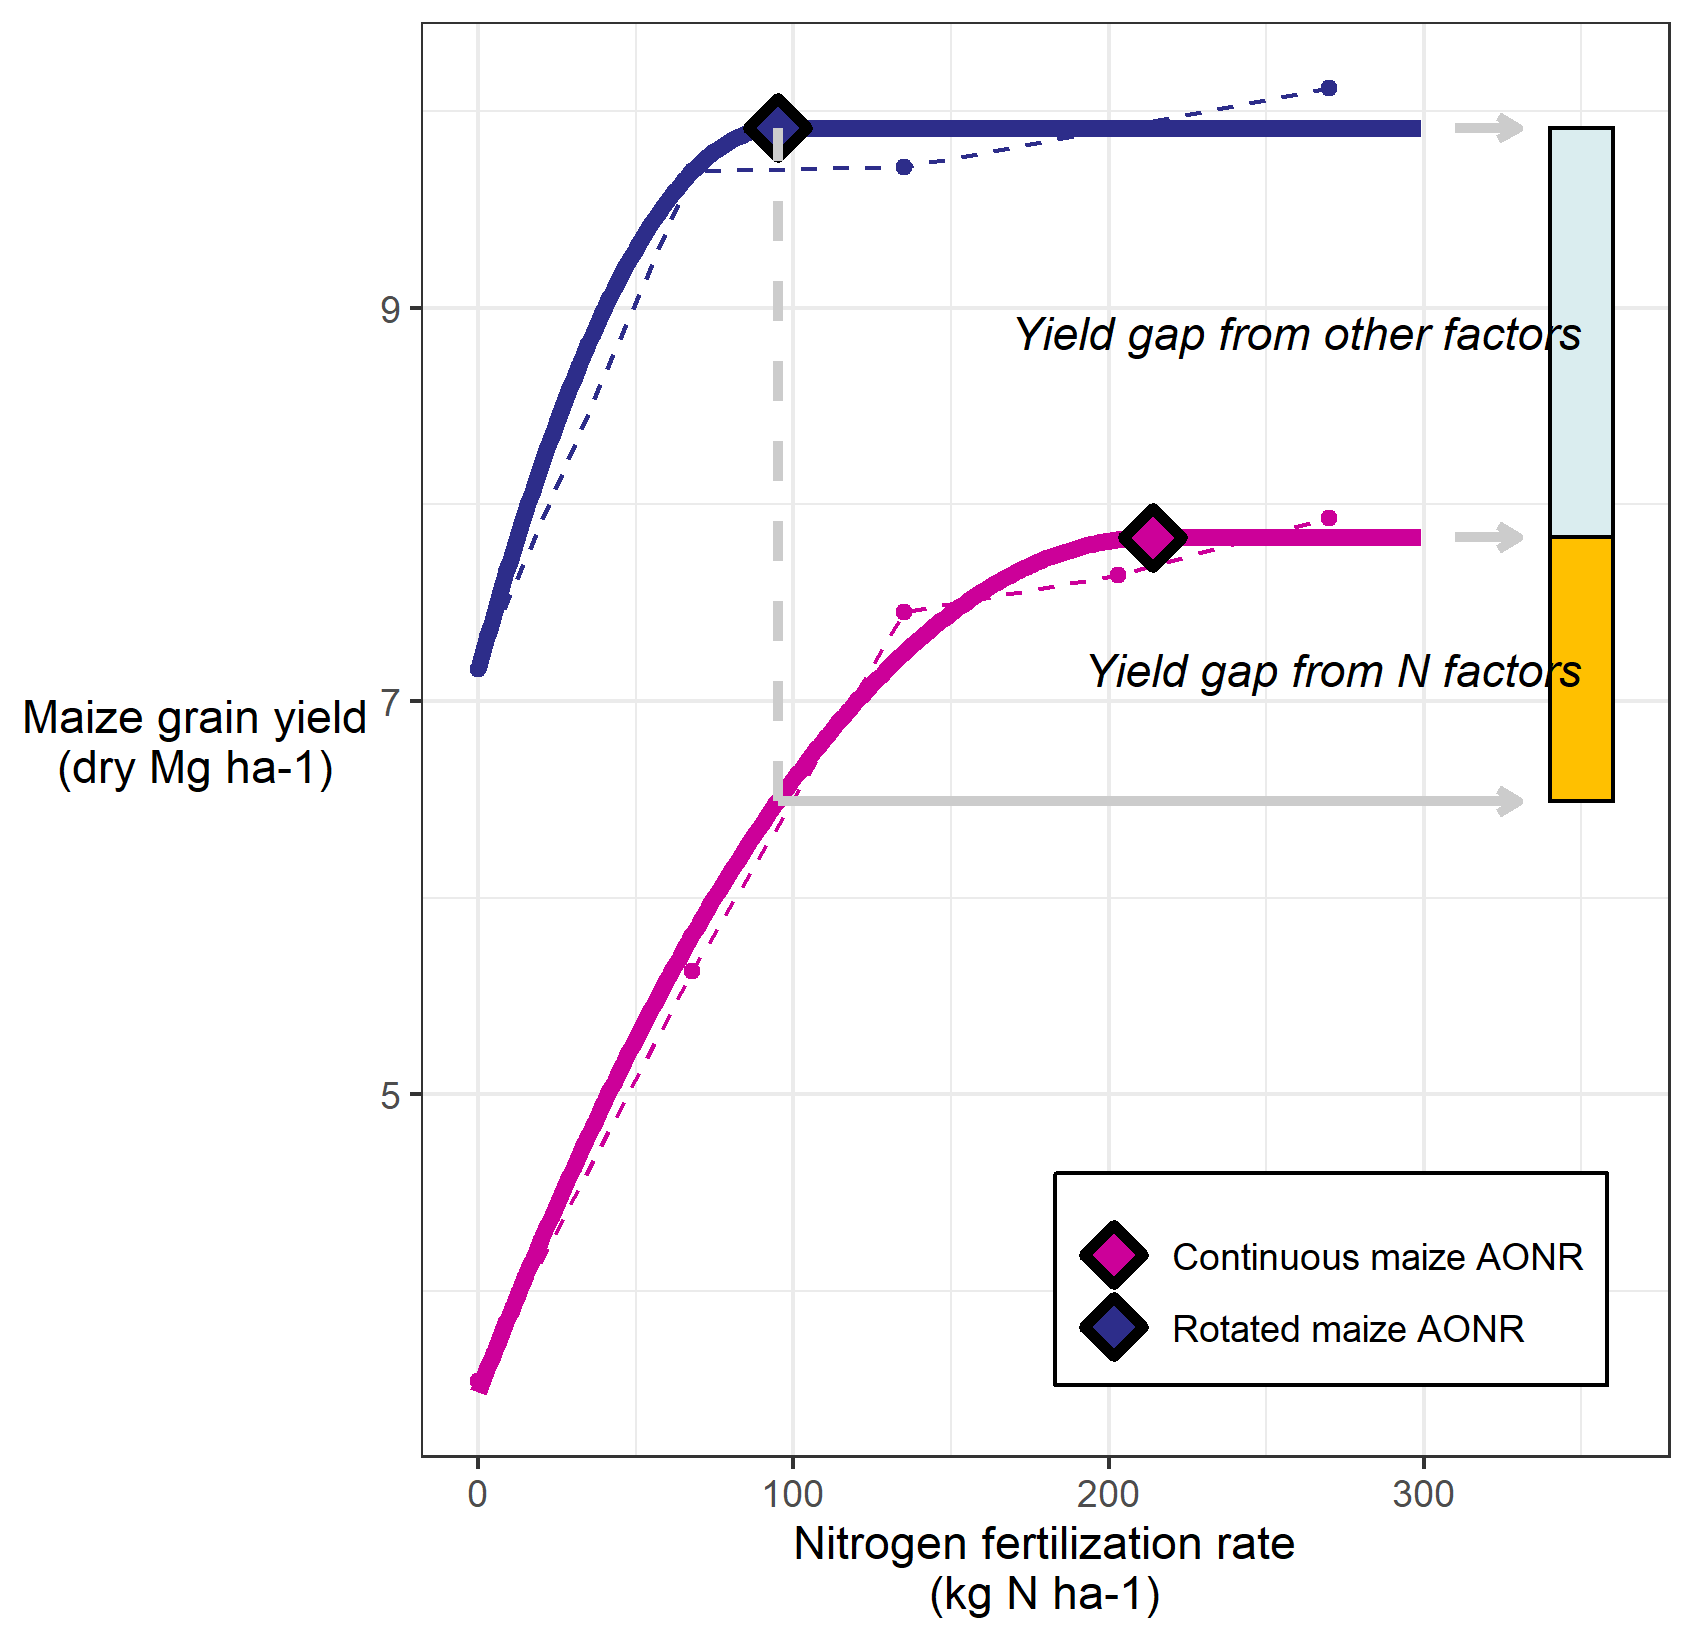 9
Yield gap from other factors
7
Maize grain yield
(dry Mg ha-1)
Yield gap from N factors
5
Continuous maize AONR
Rotated maize AONR
0 100 200 300
Nitrogen fertilization rate
(kg N ha-1)